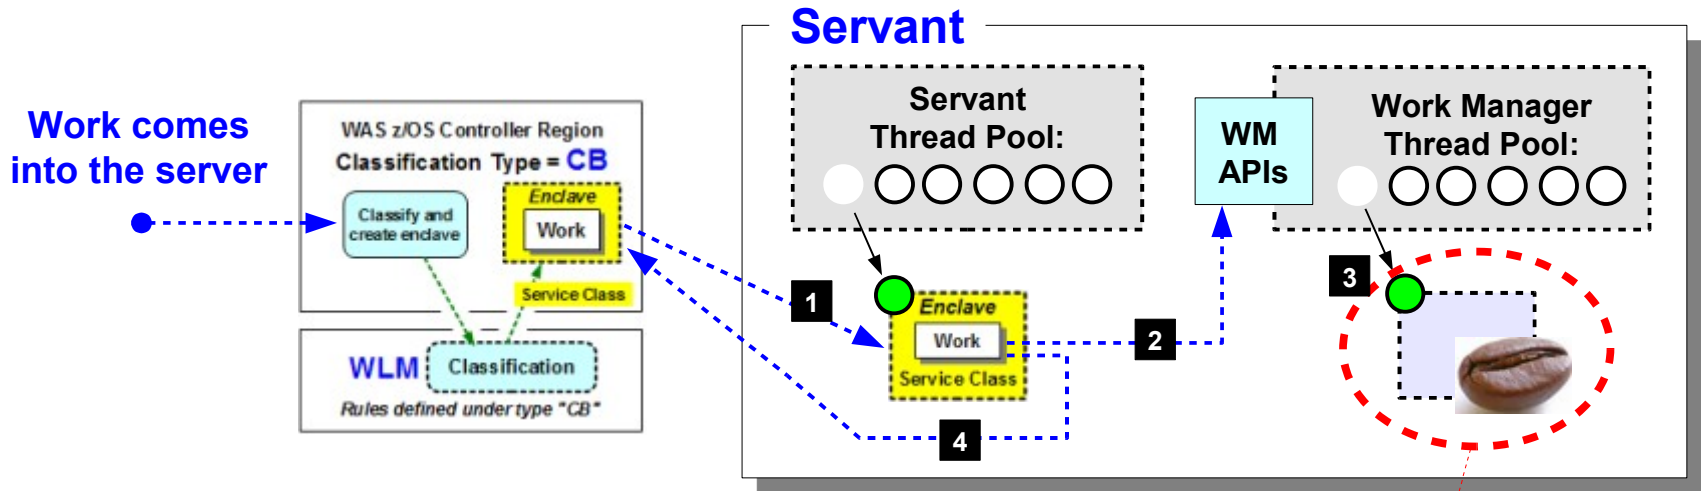 Work comes
into the server
WAS z/OS Controller Region
Classification Type = CB
Classify and
create enclave
Enclave
Work
Service Class
WLM
Classification
Rules defined under type "CB"
Servant
Servant
Thread Pool:
1
Enclave
Work
Service Class
2
4
WM
APIs
Work Manager
Thread Pool:
3